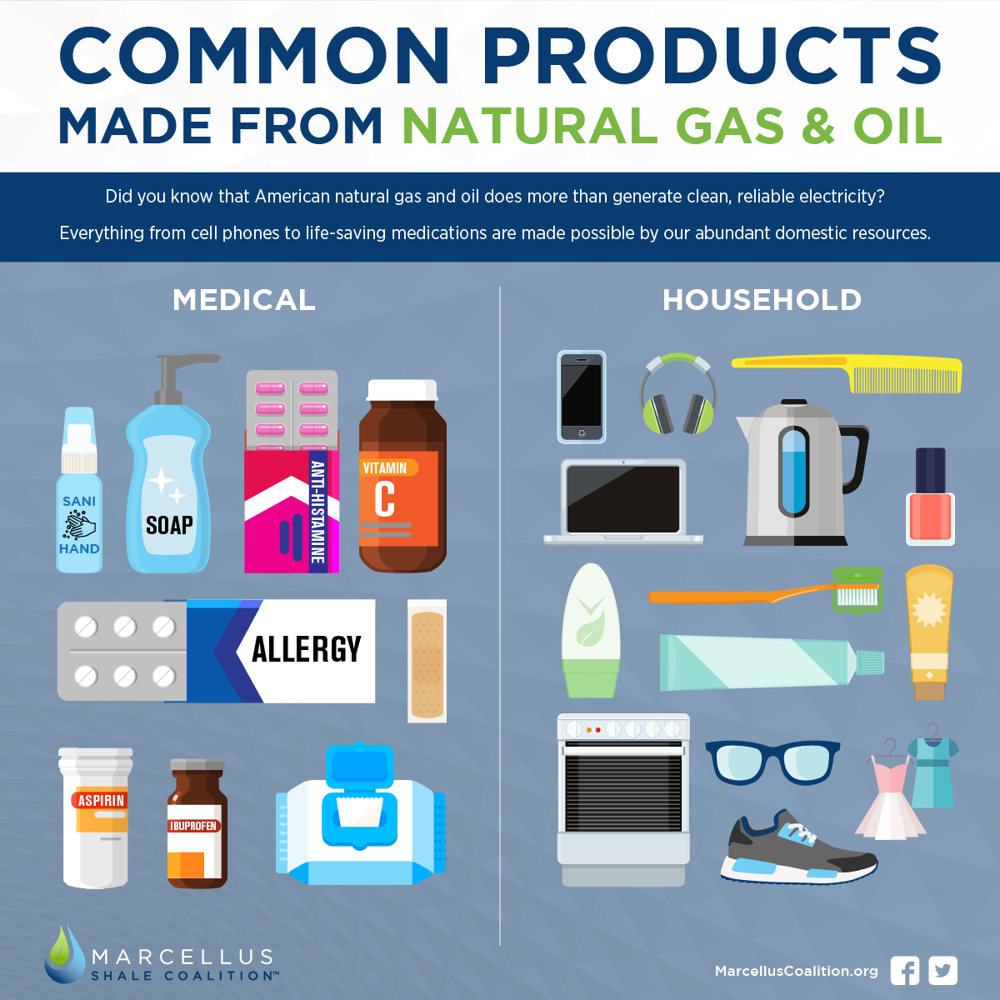 COMMON PRODUCTS
MADE FROM NATURAL GAS & OIL
Did you know that American natural gas and oil does more than generate clean, reliable electricity?
Everything from cell phones to life-saving medications are made possible by our abundant domestic resources.
MEDICAL
HOUSEHOLD
SANI
HAND
SOAP
ANTI-HISTAMINE
VITAMIN
C
ALLERGY
ASPIRIN
IBUPROFEN
MARCELLUS
SHALE COALITION™
MarcellusCoalition.org